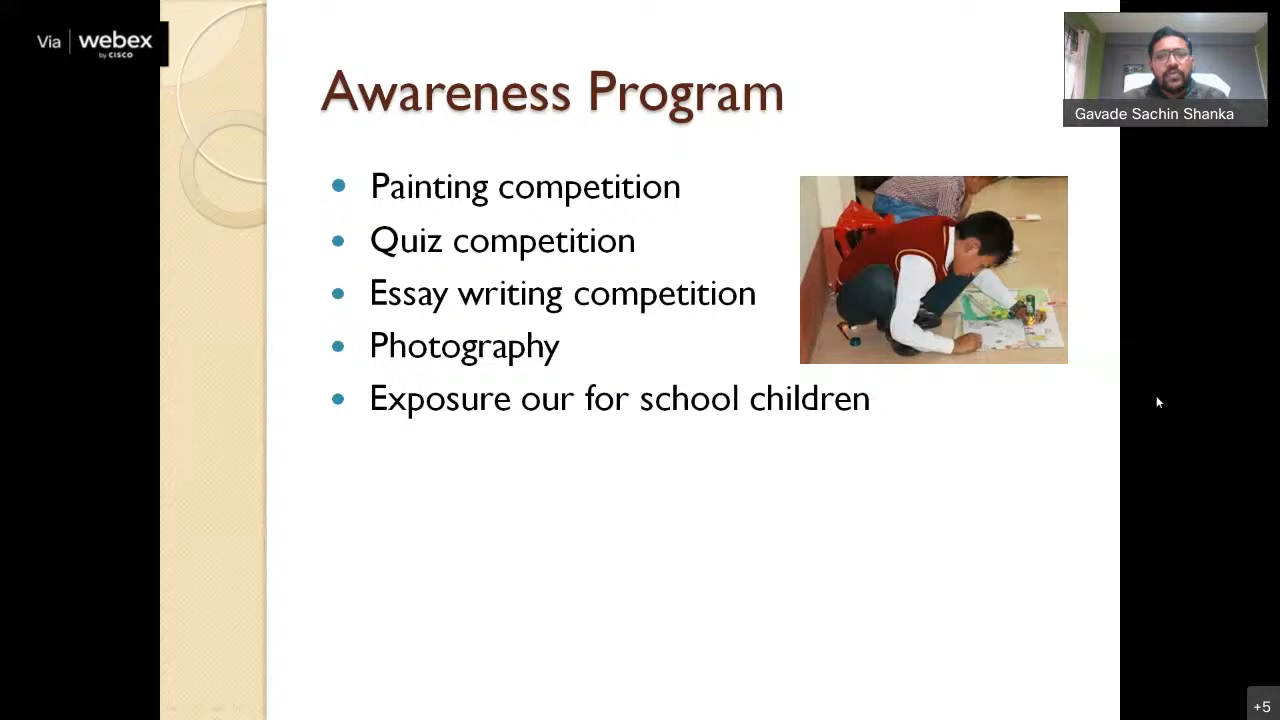 Via webex
by CISCO
Awareness Program
Gavade Sachin Shanka
Painting competition
Quiz competition
Essay writing competition
Photography
Exposure our for school children
+5